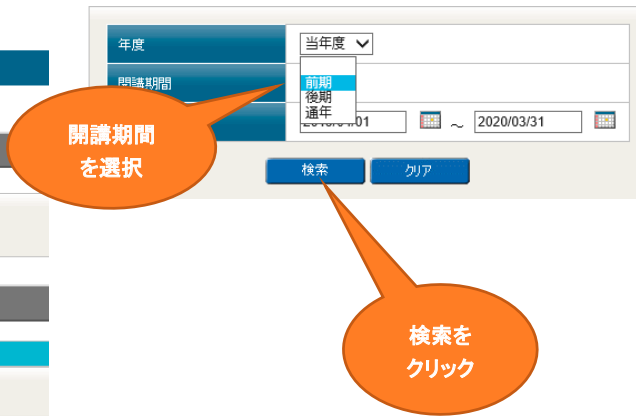 年度
当年度
開講期間
前期
後期
通年
2020/03/31
～
開講期間
を選択
検索
クリア
検索を
クリック